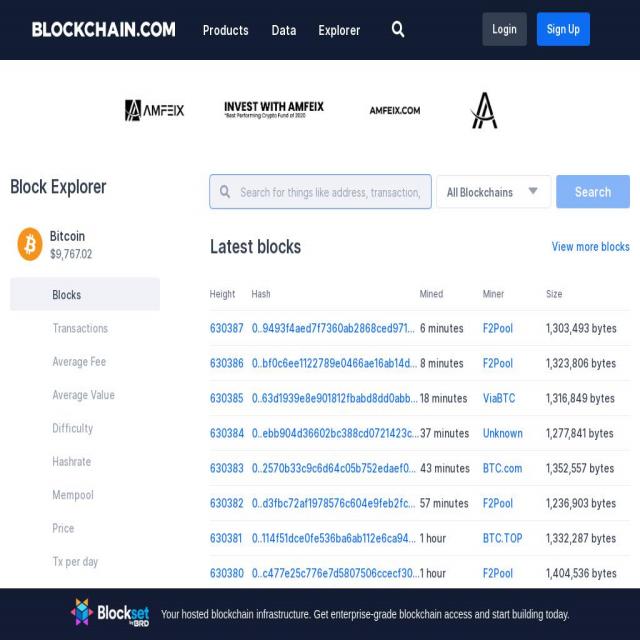 BLOCKCHAIN.COM Products Data Explorer Login Sign Up
AMFEIX INVEST WITH AMFEIX AMFEIX.COM
*Best Performing Crypto Fund of 2020
Block Explorer
Search for things like address, transaction, All Blockchains Search
Bitcoin
$9,767.02
Latest blocks View more blocks
Blocks
Transactions
Average Fee
Average Value
Difficulty
Hashrate
Mempool
Price
Tx per day
Height Hash Mined Miner Size
630387 0..9493f4aed7f7360ab2868ced971... 6 minutes F2Pool 1,303,493 bytes
630386 0..bf0c6ee1122789e0466ae16ab14d... 8 minutes F2Pool 1,323,806 bytes
630385 0..63d1939e8e901812fbabd8dd0abb... 18 minutes ViaBTC 1,316,849 bytes
630384 0..ebb904d36602bc388cd0721423c... 37 minutes Unknown 1,277,841 bytes
630383 0..2570b33c9c6d64c05b752edaef0... 43 minutes BTC.com 1,352,557 bytes
630382 0..d3fbc72af1978576c604e9feb2fc... 57 minutes F2Pool 1,236,903 bytes
630381 0..114f51dce0fe536ba6ab112e6ca94... 1 hour BTC.TOP 1,332,287 bytes
630380 0..c477e25c776e7d5807506ccecf30... 1 hour F2Pool 1,404,536 bytes
Blockset by BRD Your hosted blockchain infrastructure. Get enterprise-grade blockchain access and start building today.